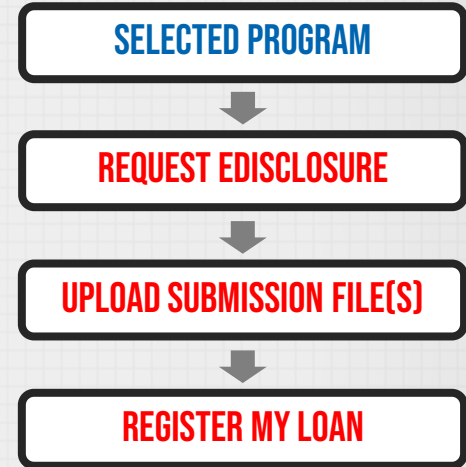 SELECTED PROGRAM
REQUEST EDISCLOSURE
UPLOAD SUBMISSION FILE(S)
REGISTER MY LOAN